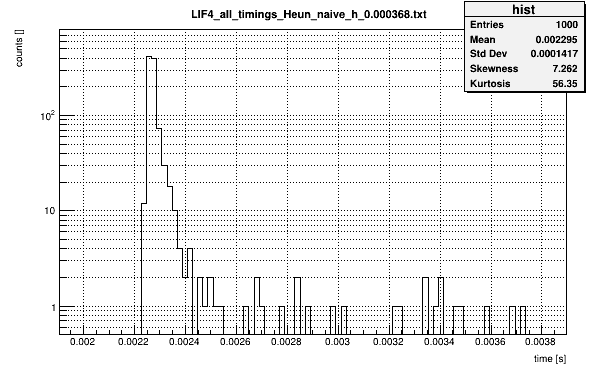 LIF4_all_timings_Heun_naive_h_0.000368.txt
hist
Entries 1000
Mean 0.002295
Std Dev 0.0001417
Skewness 7.262
Kurtosis 56.35
counts []
10²
10
1
0.002 0.0022 0.0024 0.0026 0.0028 0.003 0.0032 0.0034 0.0036 0.0038
time [s]